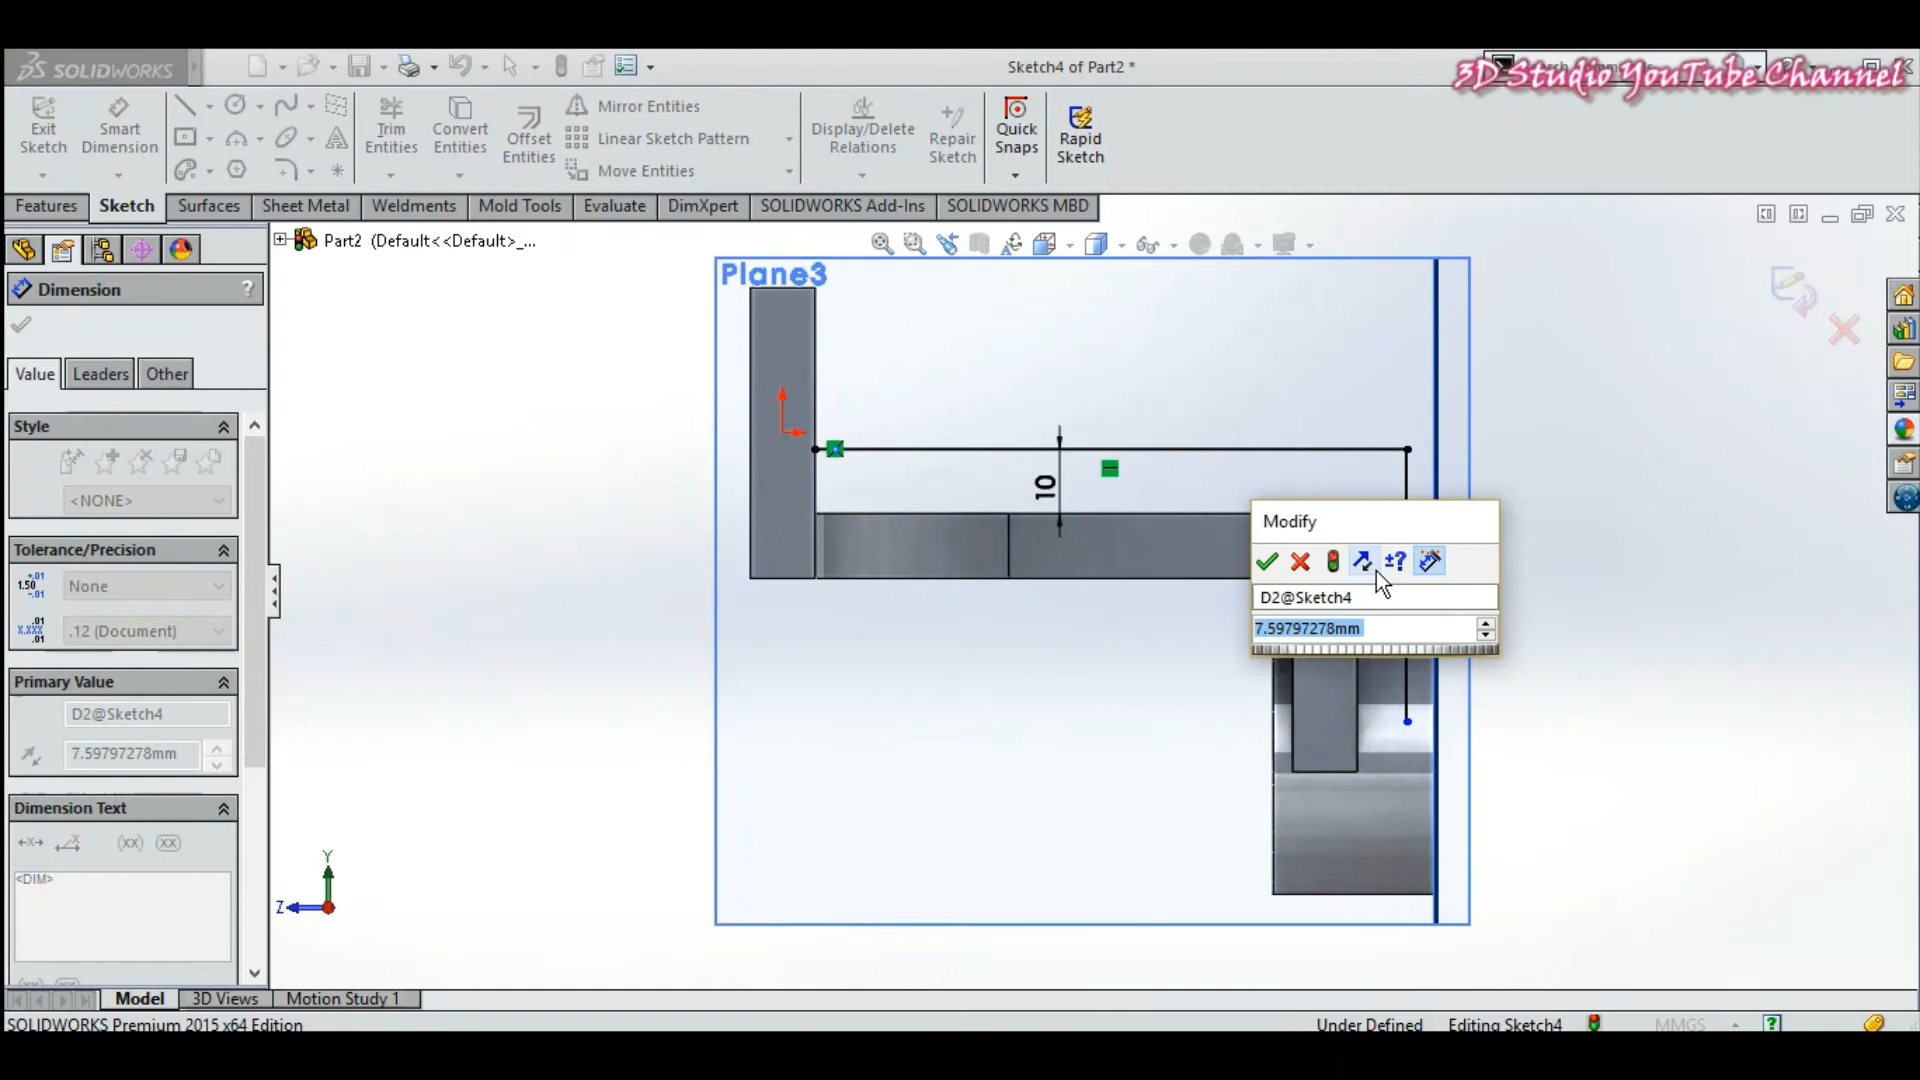 SOLIDWORKS
Sketch4 of Part2 *
3D Studio YouTube Channel
Exit Sketch
Smart Dimension
Trim Entities
Convert Entities
Offset Entities
Mirror Entities
Linear Sketch Pattern
Move Entities
Display/Delete Relations
Repair Sketch
Quick Snaps
Rapid Sketch
Features
Sketch
Surfaces
Sheet Metal
Weldments
Mold Tools
Evaluate
DimXpert
SOLIDWORKS Add-Ins
SOLIDWORKS MBD
Part2 (Default<<Default>_...
Dimension
?
Value
Leaders
Other
Style
<NONE>
Tolerance/Precision
None
.12 (Document)
Primary Value
D2@Sketch4
7.59797278mm
Dimension Text
(xx)
(xx)
<DIM>
Plane3
10
Modify
±?
D2@Sketch4
7.59797278mm
Y
Z
Model
3D Views
Motion Study 1
SOLIDWORKS Premium 2015 x64 Edition
Under Defined
Editing Sketch4
MMGS
?